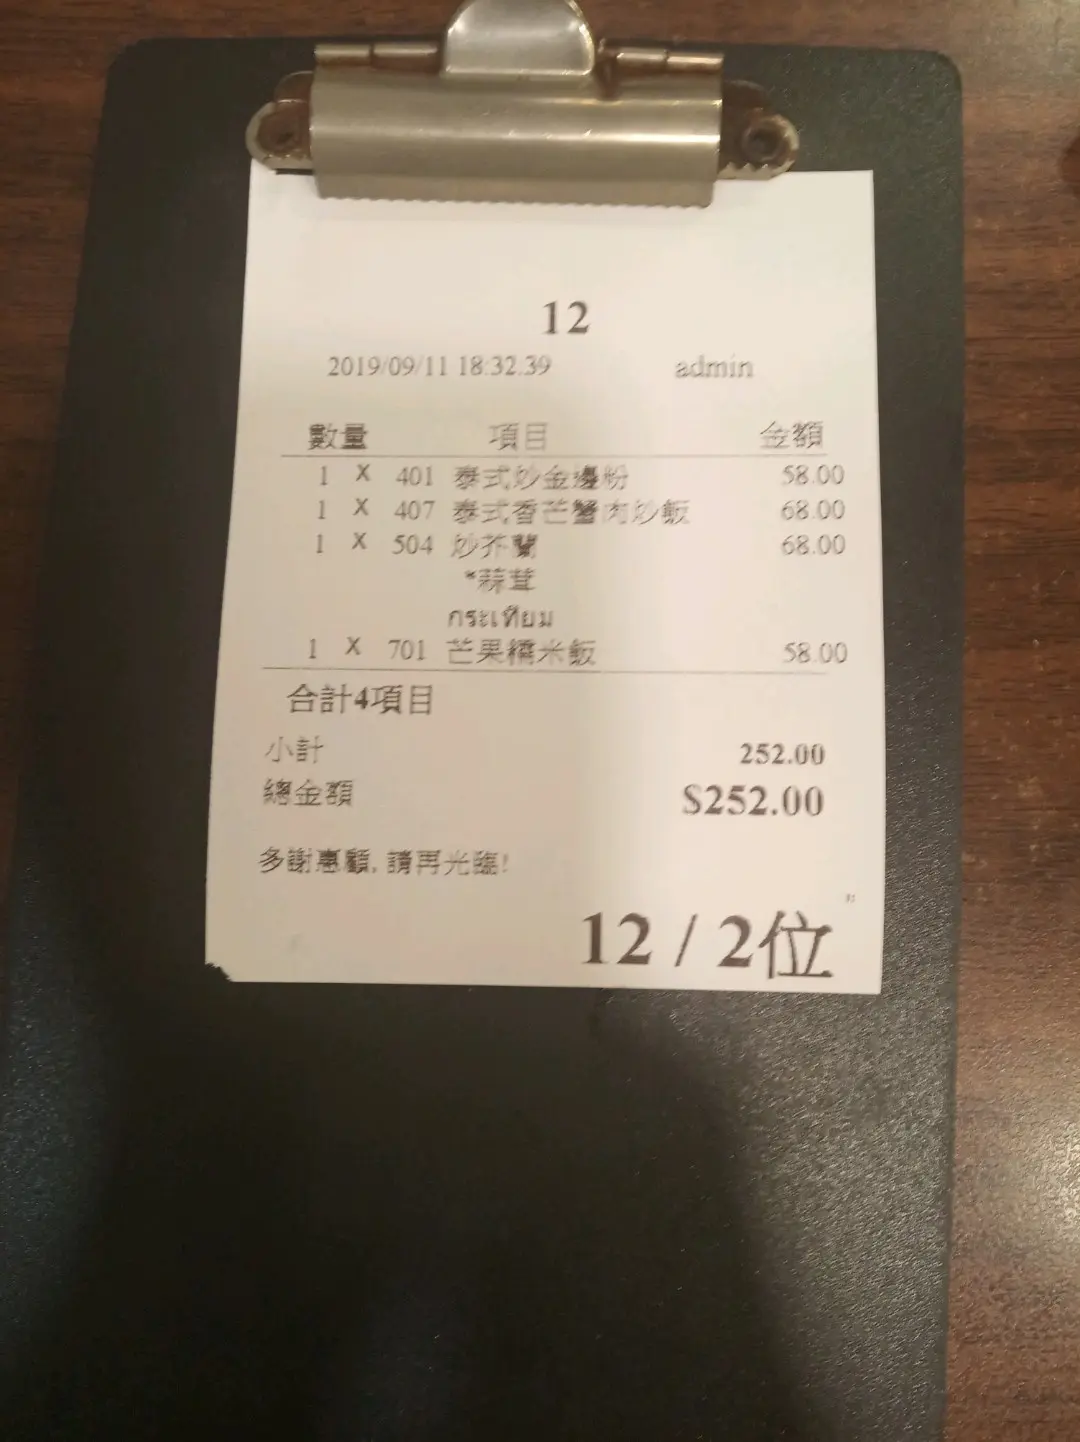 12
2019/09/11 18:32.39 admin
數量 項目 金額
1 X 401 泰式炒金邊粉 58.00
1 X 407 泰式香芒蟹肉炒飯 68.00
1 X 504 炒芥蘭 68.00
*蒜茸
กระเทียม
1 X 701 芒果糯米飯 58.00
合計4項目
小計 252.00
總金額 $252.00
多謝惠顧, 請再光臨!
12 / 2位